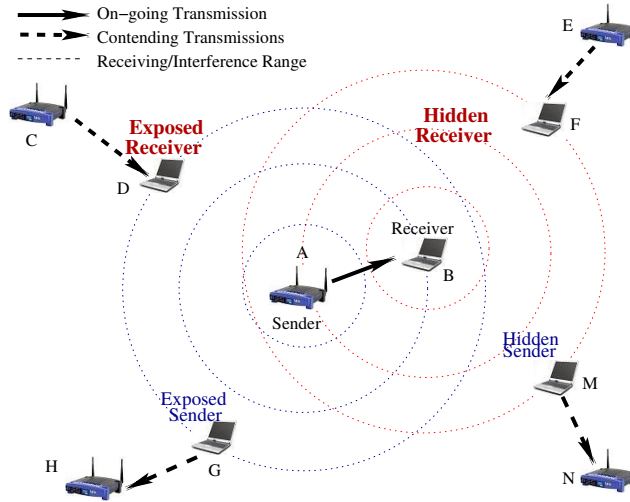 On-going Transmission
Contending Transmissions
Receiving/Interference Range
E
C
Exposed
Receiver
Hidden
Receiver
F
D
A
Receiver
B
Sender
Hidden
Sender
M
Exposed
Sender
H
G
N